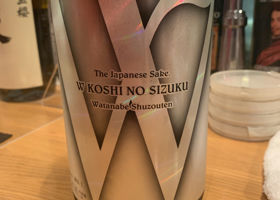 The Japanese Sake
W KOSHI NO SIZUKU
Watanabe Shuzouten
W